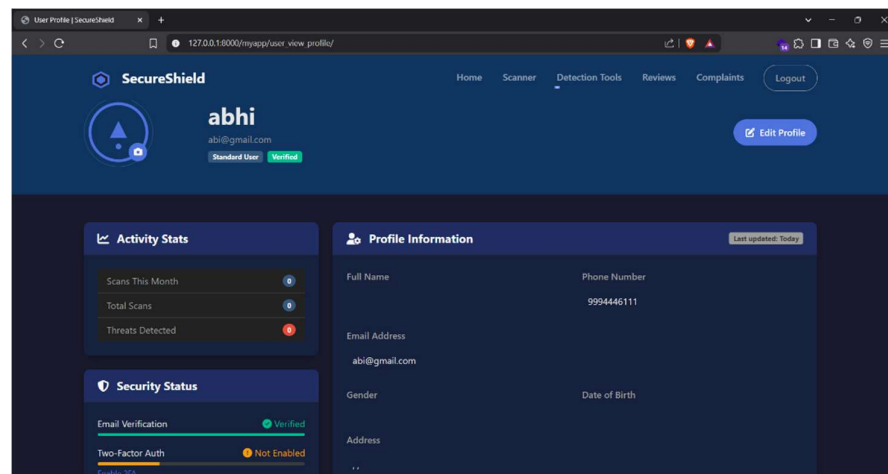 User Profile | SecureShield
127.0.0.1:8000/myapp/user_view_profile/
14
SecureShield
Home Scanner Detection Tools Reviews Complaints Logout
abhi
abi@gmail.com
Standard User Verified
Edit Profile
Activity Stats
Scans This Month 0
Total Scans 0
Threats Detected 0
Security Status
Email Verification Verified
Two-Factor Auth Not Enabled
Enable 2FA
Profile Information Last updated: Today
Full Name Phone Number
9994446111
Email Address
abi@gmail.com
Gender Date of Birth
Address